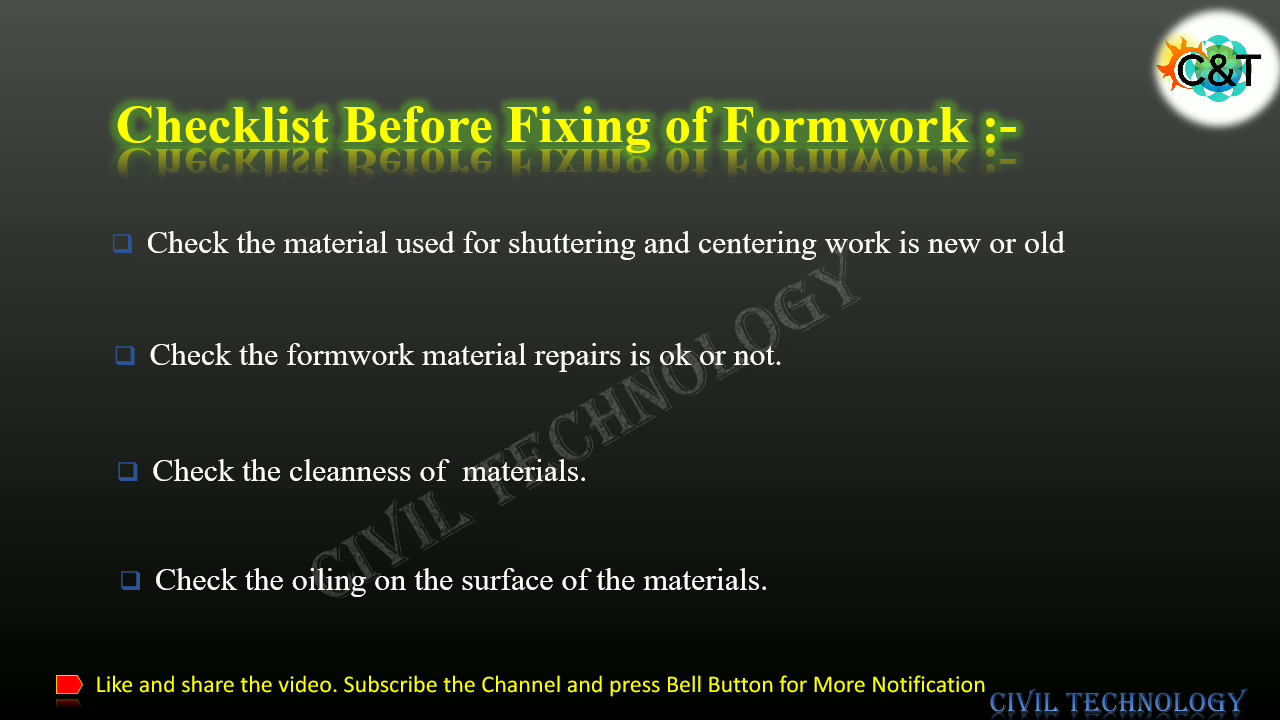 C&T
Checklist Before Fixing of Formwork :-
Check the material used for shuttering and centering work is new or old
Check the formwork material repairs is ok or not.
Check the cleanness of  materials.
Check the oiling on the surface of the materials.
CIVIL TECHNOLOGY
Like and share the video. Subscribe the Channel and press Bell Button for More Notification
CIVIL TECHNOLOGY